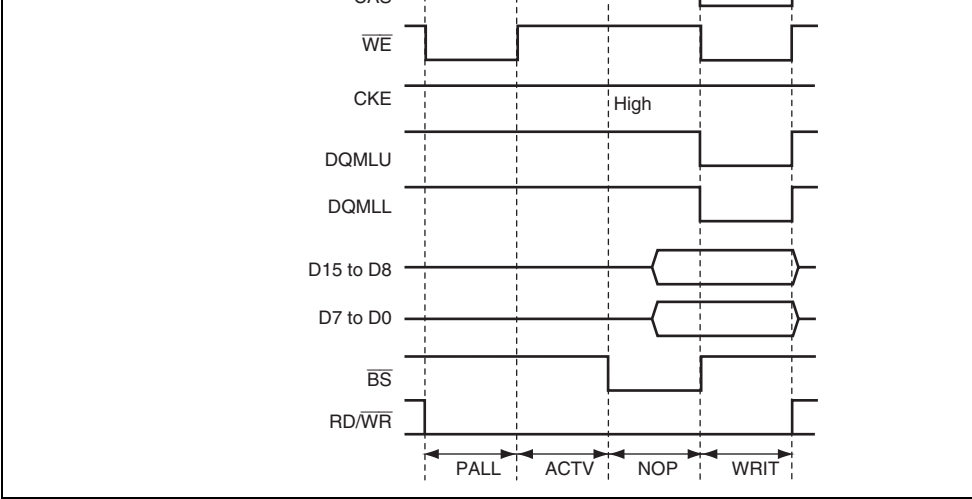 WE
CKE
High
DQMLU
DQMLL
D15 to D8
D7 to D0
BS
RD/WR
PALL ACTV NOP WRIT